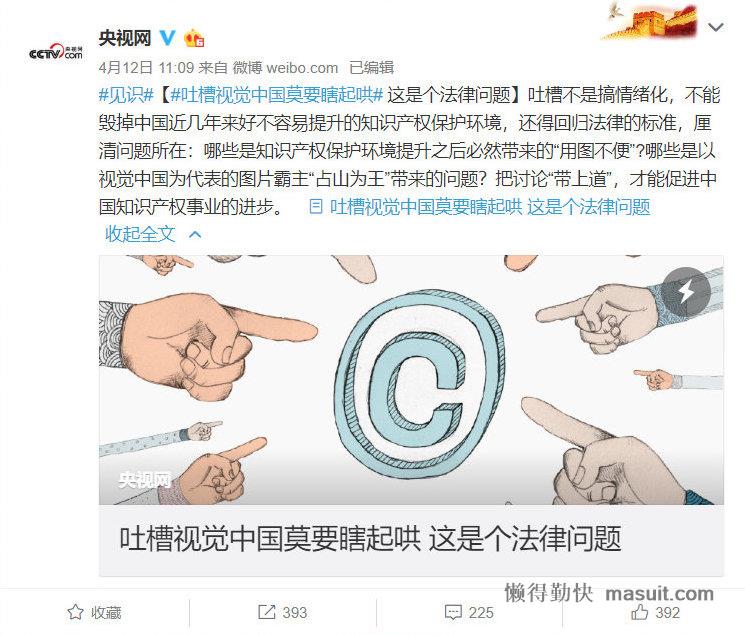 央视网
CCTV 央视网 com
4月12日 11:09 来自 微博 weibo.com 已编辑
#见识#【#吐槽视觉中国莫要瞎起哄# 这是个法律问题】吐槽不是搞情绪化，不能
毁掉中国近几年来好不容易提升的知识产权保护环境，还得回归法律的标准，厘
清问题所在：哪些是知识产权保护环境提升之后必然带来的“用图不便”?哪些是以
视觉中国为代表的图片霸主“占山为王”带来的问题？把讨论“带上道”，才能促进中
国知识产权事业的进步。 吐槽视觉中国莫要瞎起哄 这是个法律问题
收起全文
C
央视网
吐槽视觉中国莫要瞎起哄 这是个法律问题
懒得勤快 masuit.com
收藏 393 225 392